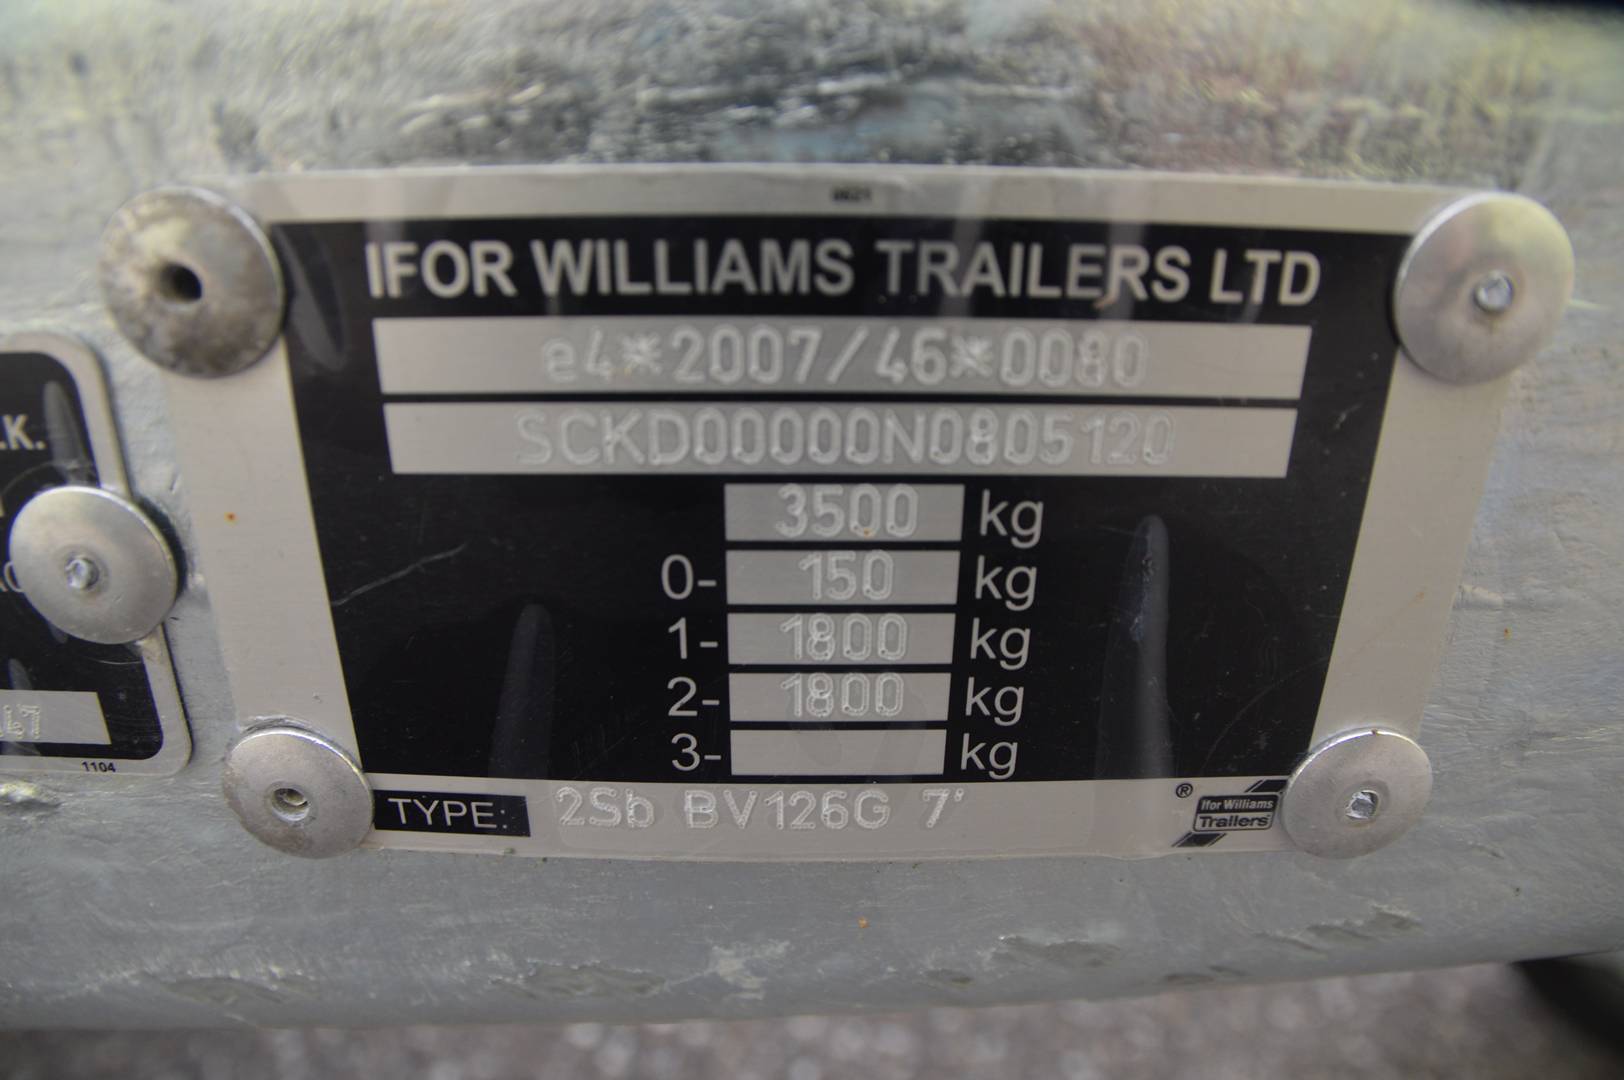 IFOR WILLIAMS TRAILERS LTD
e4*2007/46*0080
SCKD00000N0805120
3500 kg
0- 150 kg
1- 1800 kg
2- 1800 kg
3- kg
TYPE: 2Sb BV126G 7'
® Ifor Williams
Trailers
.K.
1104